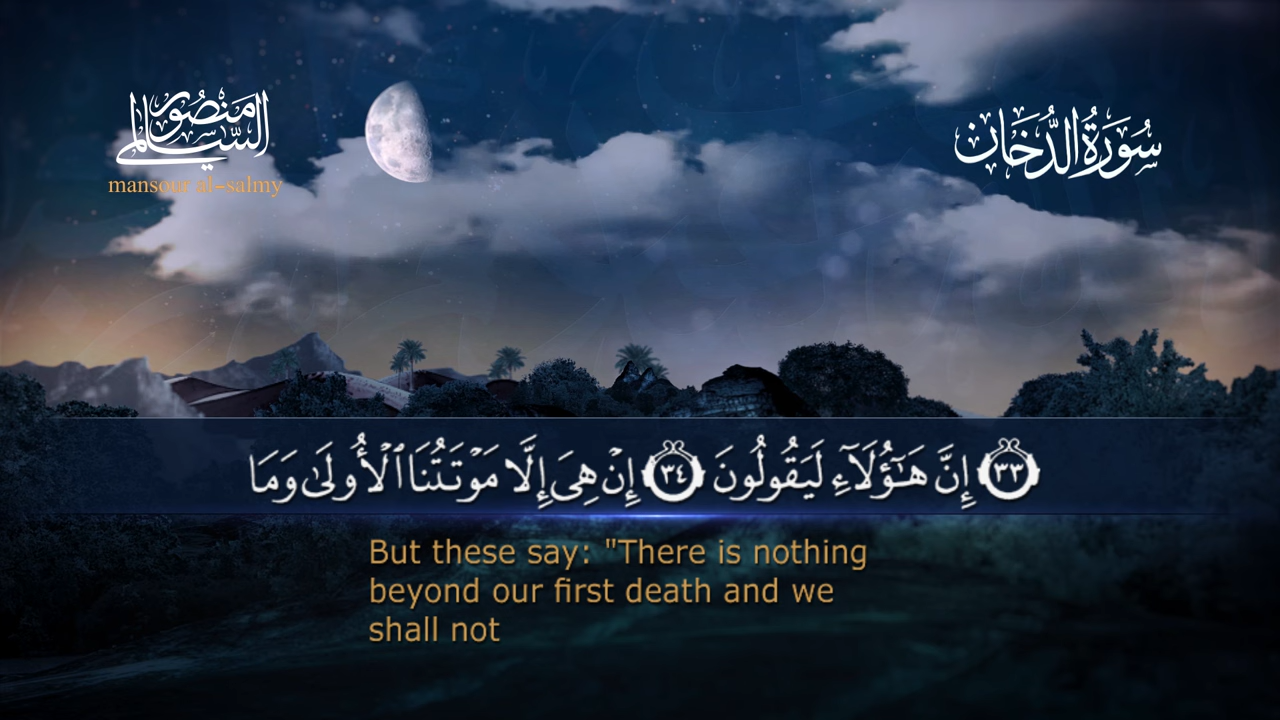 منصور السالمي
mansour al-salmy
سُورَةُ الدُّخَان
٣٣ إِنَّ هَٰٓؤُلَآءِ لَيَقُولُونَ ٣٤ إِنْ هِىَ إِلَّا مَوْتَتُنَا ٱلْأُولَىٰ وَمَا
But these say: "There is nothing
beyond our first death and we
shall not